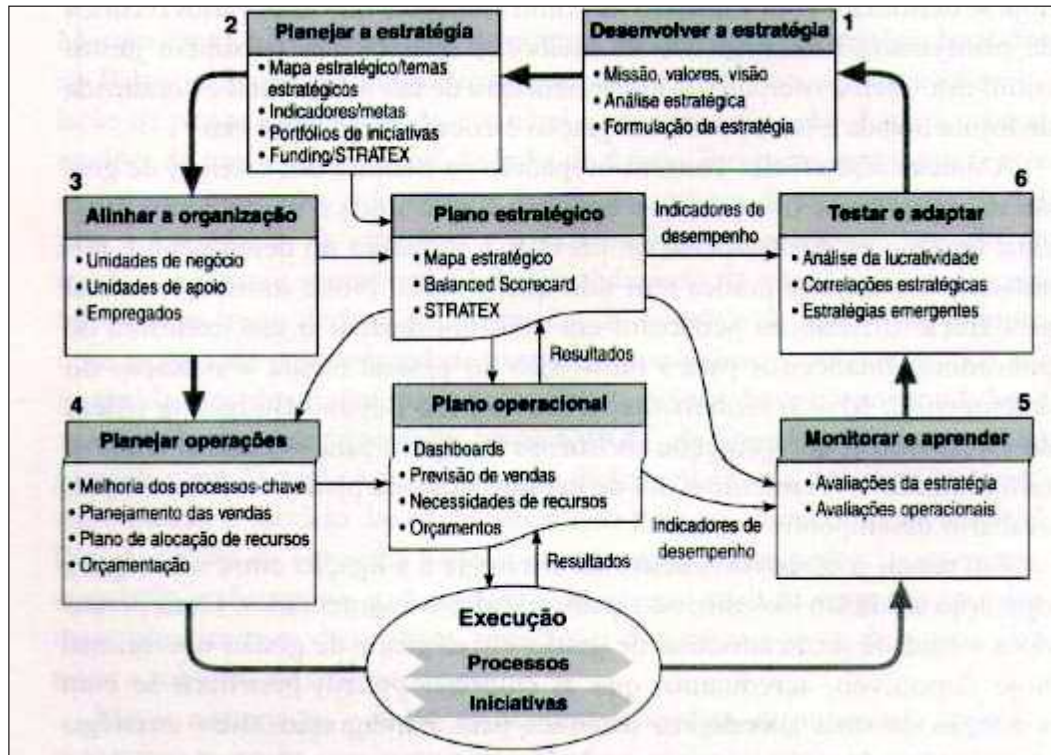 2
Planejar a estratégia
• Mapa estratégico/temas
estratégicos
• Indicadores/metas
• Portfólios de iniciativas
• Funding/STRATEX
1
Desenvolver a estratégia
• Missão, valores, visão
• Análise estratégica
• Formulação da estratégia
3
Alinhar a organização
• Unidades de negócio
• Unidades de apoio
• Empregados
Plano estratégico
• Mapa estratégico
• Balanced Scorecard
• STRATEX
Indicadores de
desempenho
6
Testar e adaptar
• Análise da lucratividade
• Correlações estratégicas
• Estratégias emergentes
Resultados
4
Planejar operações
• Melhoria dos processos-chave
• Planejamento das vendas
• Plano de alocação de recursos
• Orçamentação
Plano operacional
• Dashboards
• Previsão de vendas
• Necessidades de recursos
• Orçamentos
Indicadores de
desempenho
5
Monitorar e aprender
• Avaliações da estratégia
• Avaliações operacionais
Resultados
Execução
Processos
Iniciativas